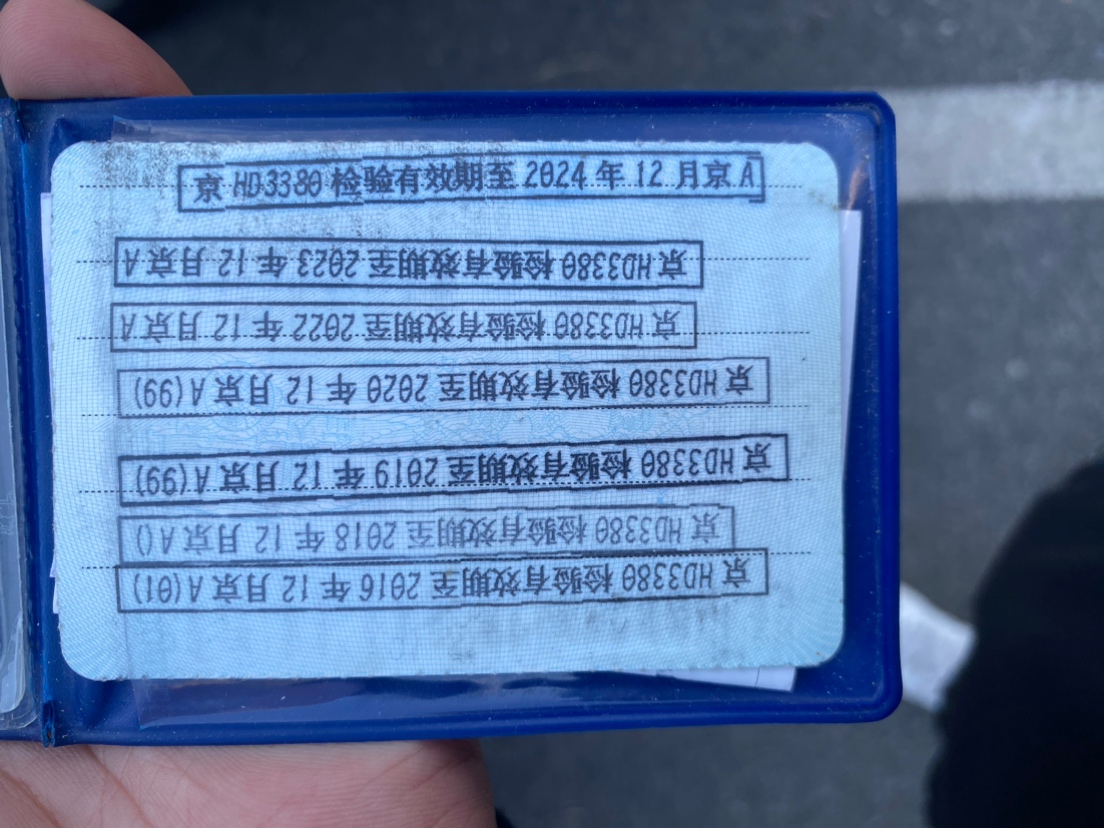 京 HD3380 检验有效期至 2024 年 12 月京 A
京 HD3380 检验有效期至 2023 年 12 月京 A
京 HD3380 检验有效期至 2022 年 12 月京 A
京 HD3380 检验有效期至 2020 年 12 月京 A(99)
京 HD3380 检验有效期至 2019 年 12 月京 A(99)
京 HD3380 检验有效期至 2018 年 12 月京 A()
京 HD3380 检验有效期至 2016 年 12 月京 A(01)